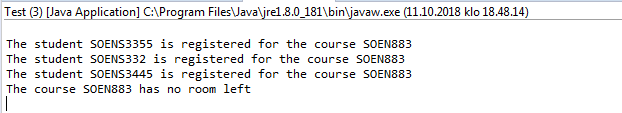 Test (3) [Java Application] C:\Program Files\Java\jre1.8.0_181\bin\javaw.exe (11.10.2018 klo 18.48.14)
The student SOENS3355 is registered for the course SOEN883
The student SOENS332 is registered for the course SOEN883
The student SOENS3445 is registered for the course SOEN883
The course SOEN883 has no room left